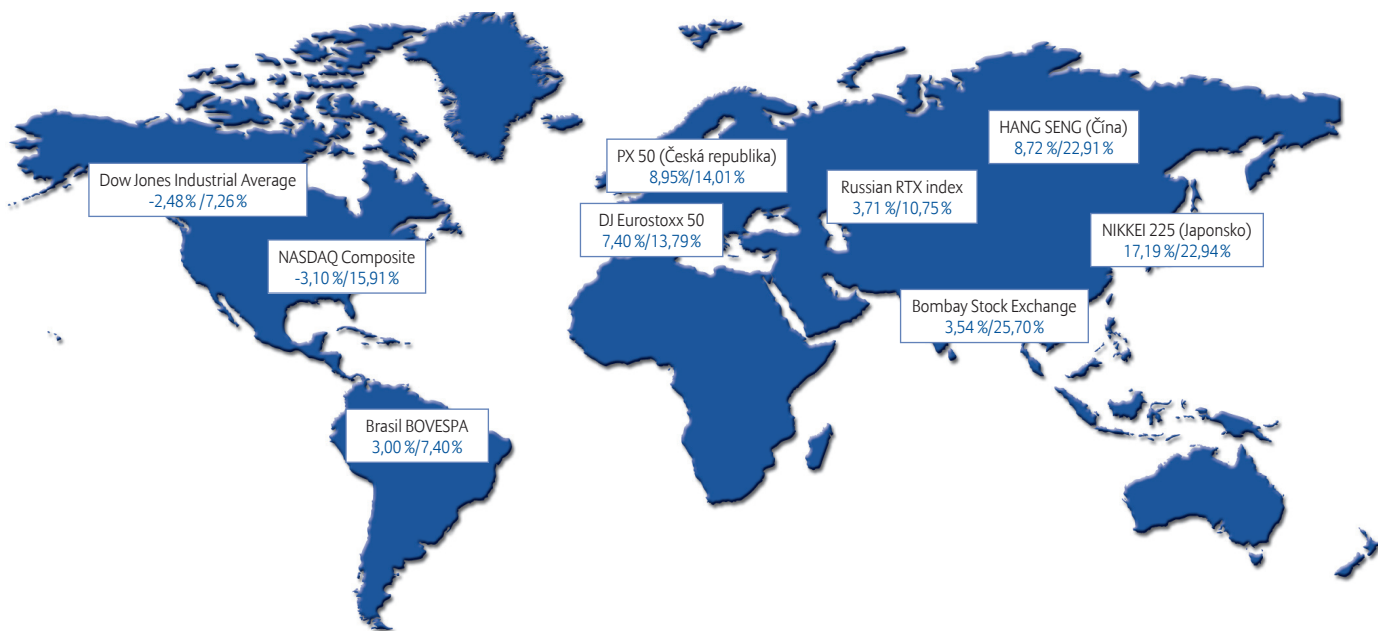 HANG SENG (Čína)
8,72 %/22,91 %
PX 50 (Česká republika)
8,95%/14,01 %
Dow Jones Industrial Average
-2,48 %/7,26 %
Russian RTX index
3,71 %/10,75 %
DJ Eurostoxx 50
7,40 %/13,79 %
NIKKEI 225 (Japonsko)
17,19 %/22,94 %
NASDAQ Composite
-3,10 %/15,91 %
Bombay Stock Exchange
3,54 %/25,70 %
Brasil BOVESPA
3,00 %/7,40 %